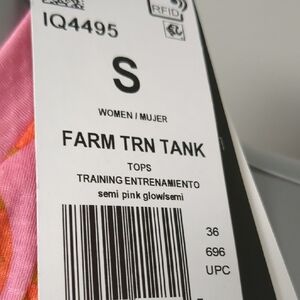 RFID
IQ4495
S
WOMEN / MUJER
FARM TRN TANK
TOPS
TRAINING ENTRENAMIENTO
semi pink glow/semi
36
696
UPC